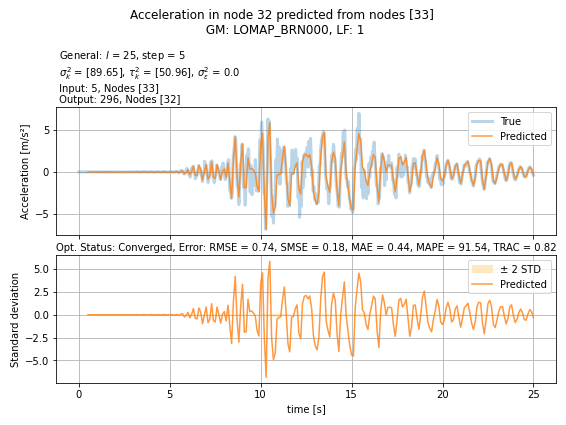 Acceleration in node 32 predicted from nodes [33]
GM: LOMAP_BRN000, LF: 1
General: l = 25, step = 5
σ²ₖ = [89.65], τ²ₖ = [50.96], σ²ε = 0.0
Input: 5, Nodes [33]
Output: 296, Nodes [32]
Acceleration [m/s²]
5
0
−5
True
Predicted
Opt. Status: Converged, Error: RMSE = 0.74, SMSE = 0.18, MAE = 0.44, MAPE = 91.54, TRAC = 0.82
Standard deviation
5.0
2.5
0.0
−2.5
−5.0
± 2 STD
Predicted
0 5 10 15 20 25
time [s]